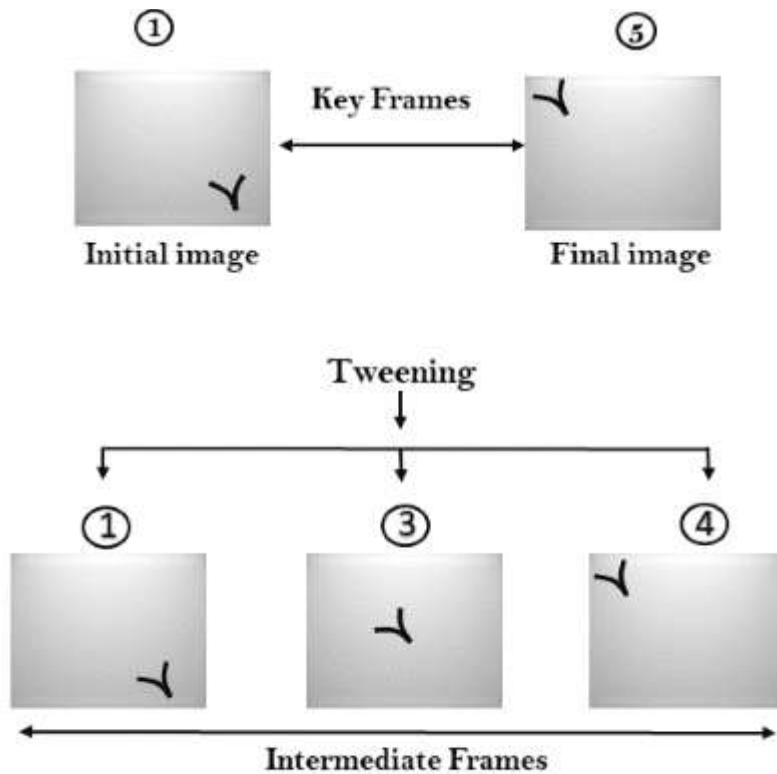 ① ⑤
Key Frames
Initial image Final image
Tweening
① ③ ④
Intermediate Frames